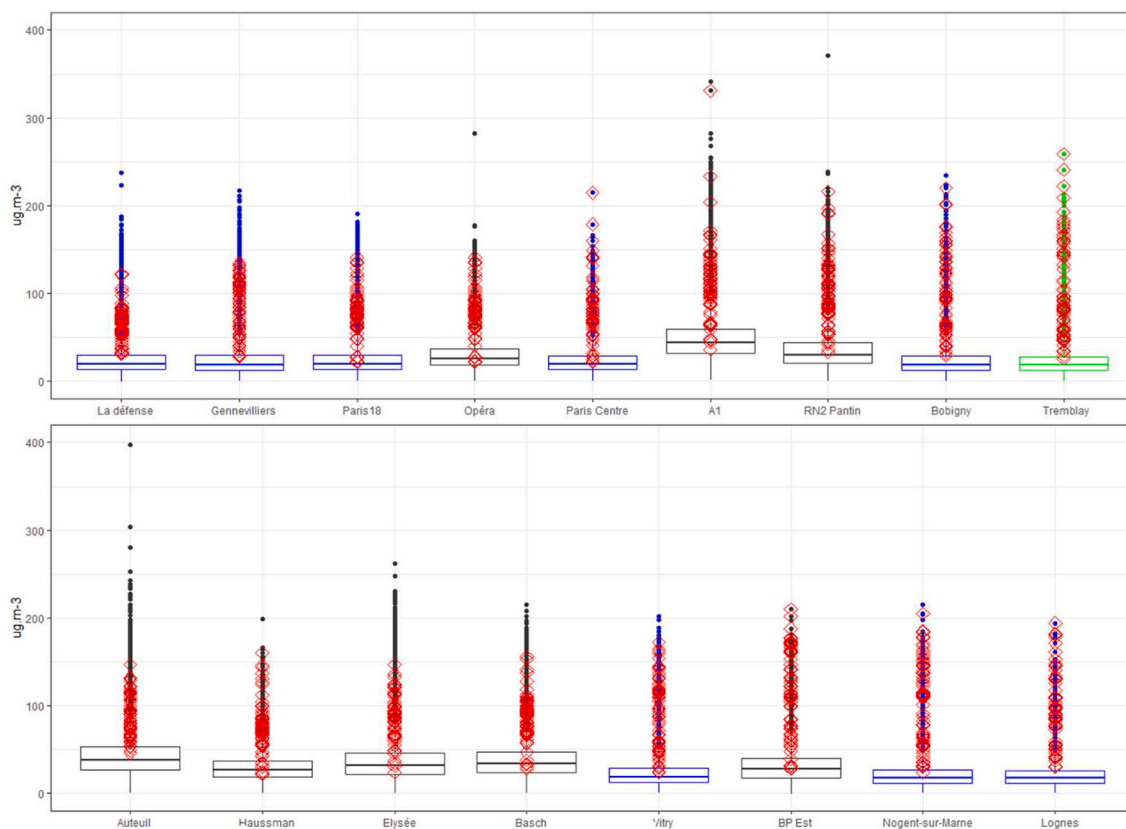 400
300
200
100
0
ug.m-3
La défense Gennevilliers Paris18 Opéra Paris Centre A1 RN2 Pantin Bobigny Tremblay
400
300
200
100
0
ug.m-3
Auteuil Haussman Elysée Basch Vitry BP Est Nogent-sur-Marne Lognes